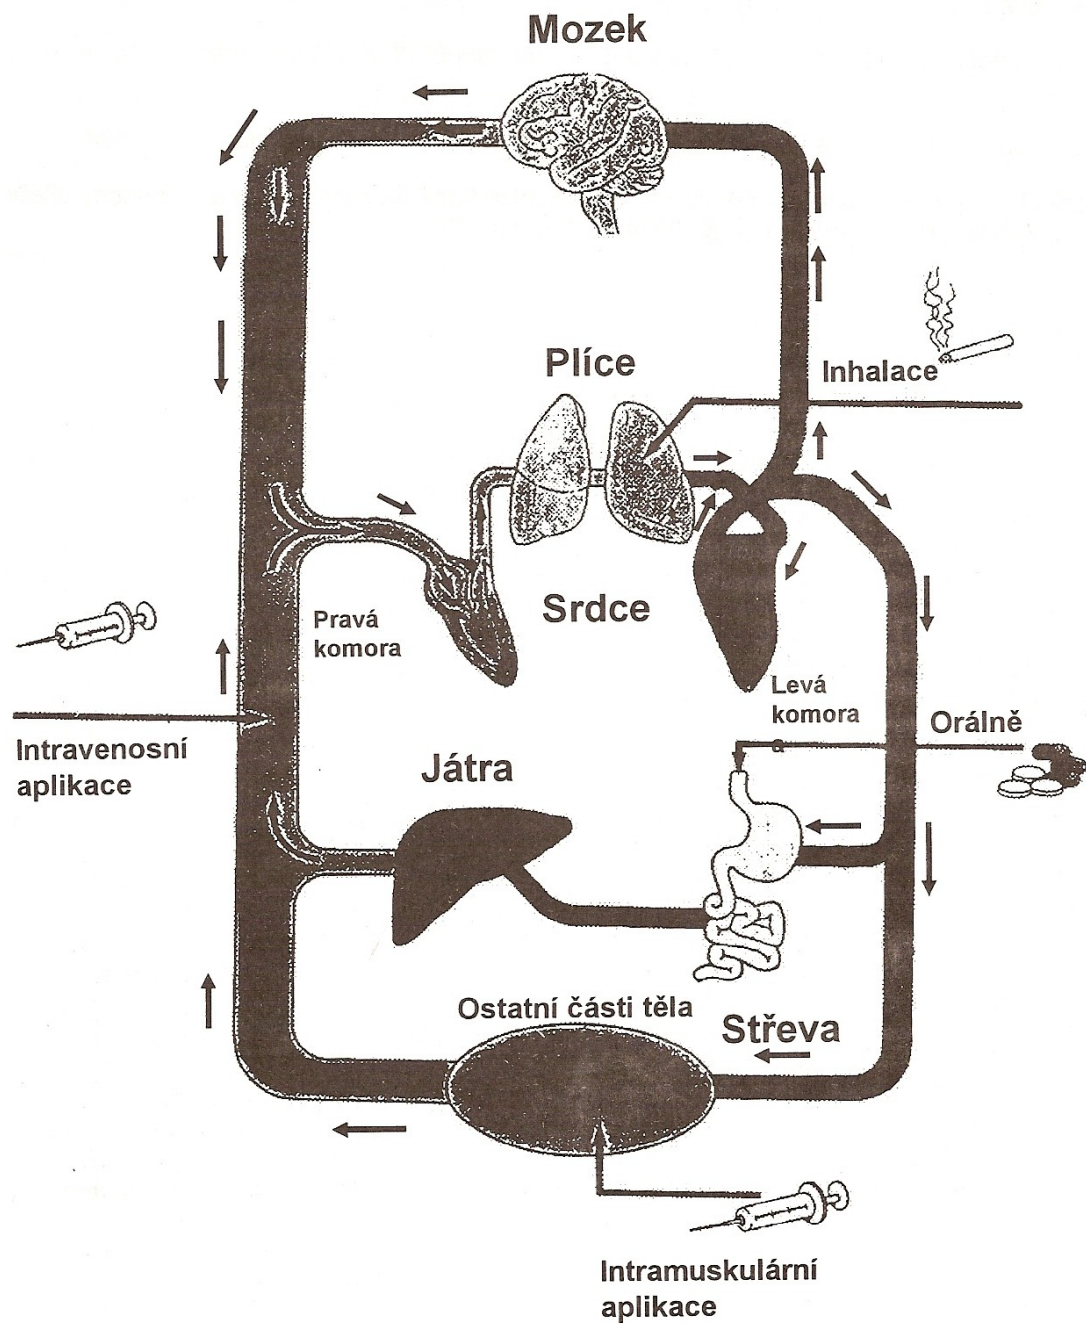 Mozek
Plíce
Inhalace
Srdce
Pravá
komora
Levá
komora
a
Orálně
Intravenosní
aplikace
Játra
Ostatní části těla
Střeva
Intramuskulární
aplikace